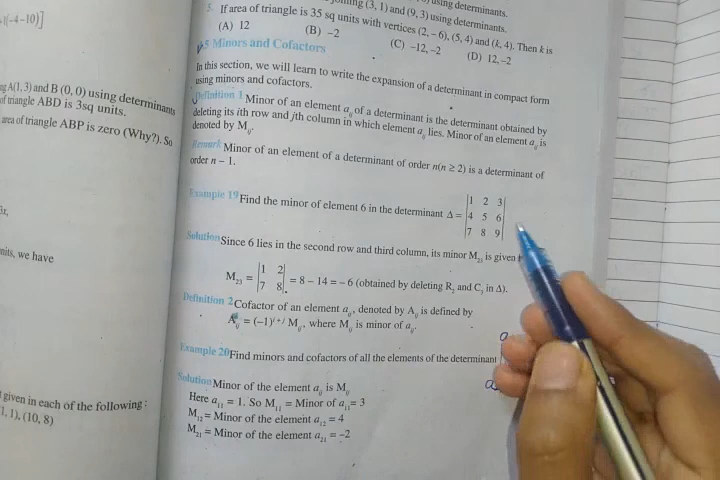 (-4-10)]
ng A(1, 3) and B (0, 0) using determinants
of triangle ABD is 3sq units.
area of triangle ABP is zero (Why?). So
nits, we have
given in each of the following :
1, 1), (10, 8)
(3, 1) and (9, 3) using determinants.
5. If area of triangle is 35 sq units with vertices (2, −6), (5, 4) and (k, 4). Then k is
(A) 12 (B) −2 (C) −12, −2 (D) 12, −2
5 Minors and Cofactors
In this section, we will learn to write the expansion of a determinant in compact form
using minors and cofactors.
Definition 1 Minor of an element aij of a determinant is the determinant obtained by
deleting its ith row and jth column in which element aij lies. Minor of an element aij is
denoted by Mij.
Remark Minor of an element of a determinant of order n(n ≥ 2) is a determinant of
order n − 1.
Example 19 Find the minor of element 6 in the determinant Δ = |1 2 3|
|4 5 6|
|7 8 9|
Solution Since 6 lies in the second row and third column, its minor M23 is given
M23 = |1 2| = 8 − 14 = − 6 (obtained by deleting R2 and C3 in Δ).
|7 8|
Definition 2 Cofactor of an element aij, denoted by Aij is defined by
Aij = (−1)i + j Mij, where Mij is minor of aij.
Example 20 Find minors and cofactors of all the elements of the determinant
Solution Minor of the element aij is Mij
Here a11 = 1. So M11 = Minor of a11= 3
M12 = Minor of the element a12 = 4
M21 = Minor of the element a21 = −2